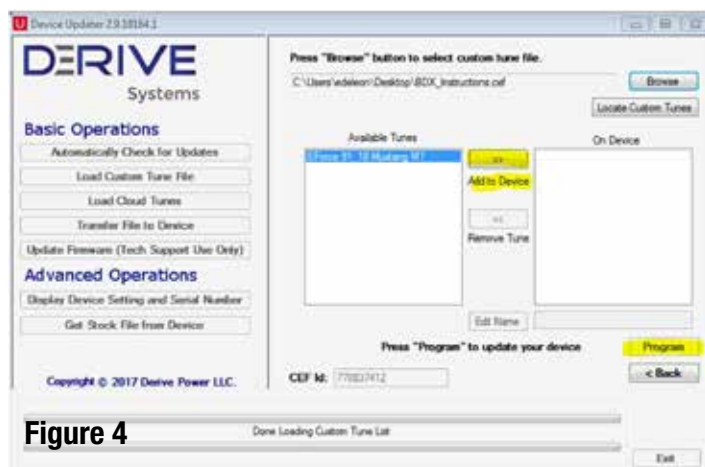 Device Updater 2.9.18184.1
DERIVE
Systems
Basic Operations
Automatically Check for Updates
Load Custom Tune File
Load Cloud Tunes
Transfer File to Device
Update Firmware (Tech Support Use Only)
Advanced Operations
Display Device Setting and Serial Number
Get Stock File from Device
Copyright © 2017 Derive Power LLC.
Press "Browse" button to select custom tune file.
C:\Users\wdeleon\Desktop\BDX_Instructions.cef
Browse
Locate Custom Tunes
Available Tunes
On Device
Mustang
>>
Add to Device
<<
Remove Tune
Edit Name
Press "Program" to update your device
Program
CEF Id:
< Back
Done Loading Custom Tune List
Exit
Figure 4